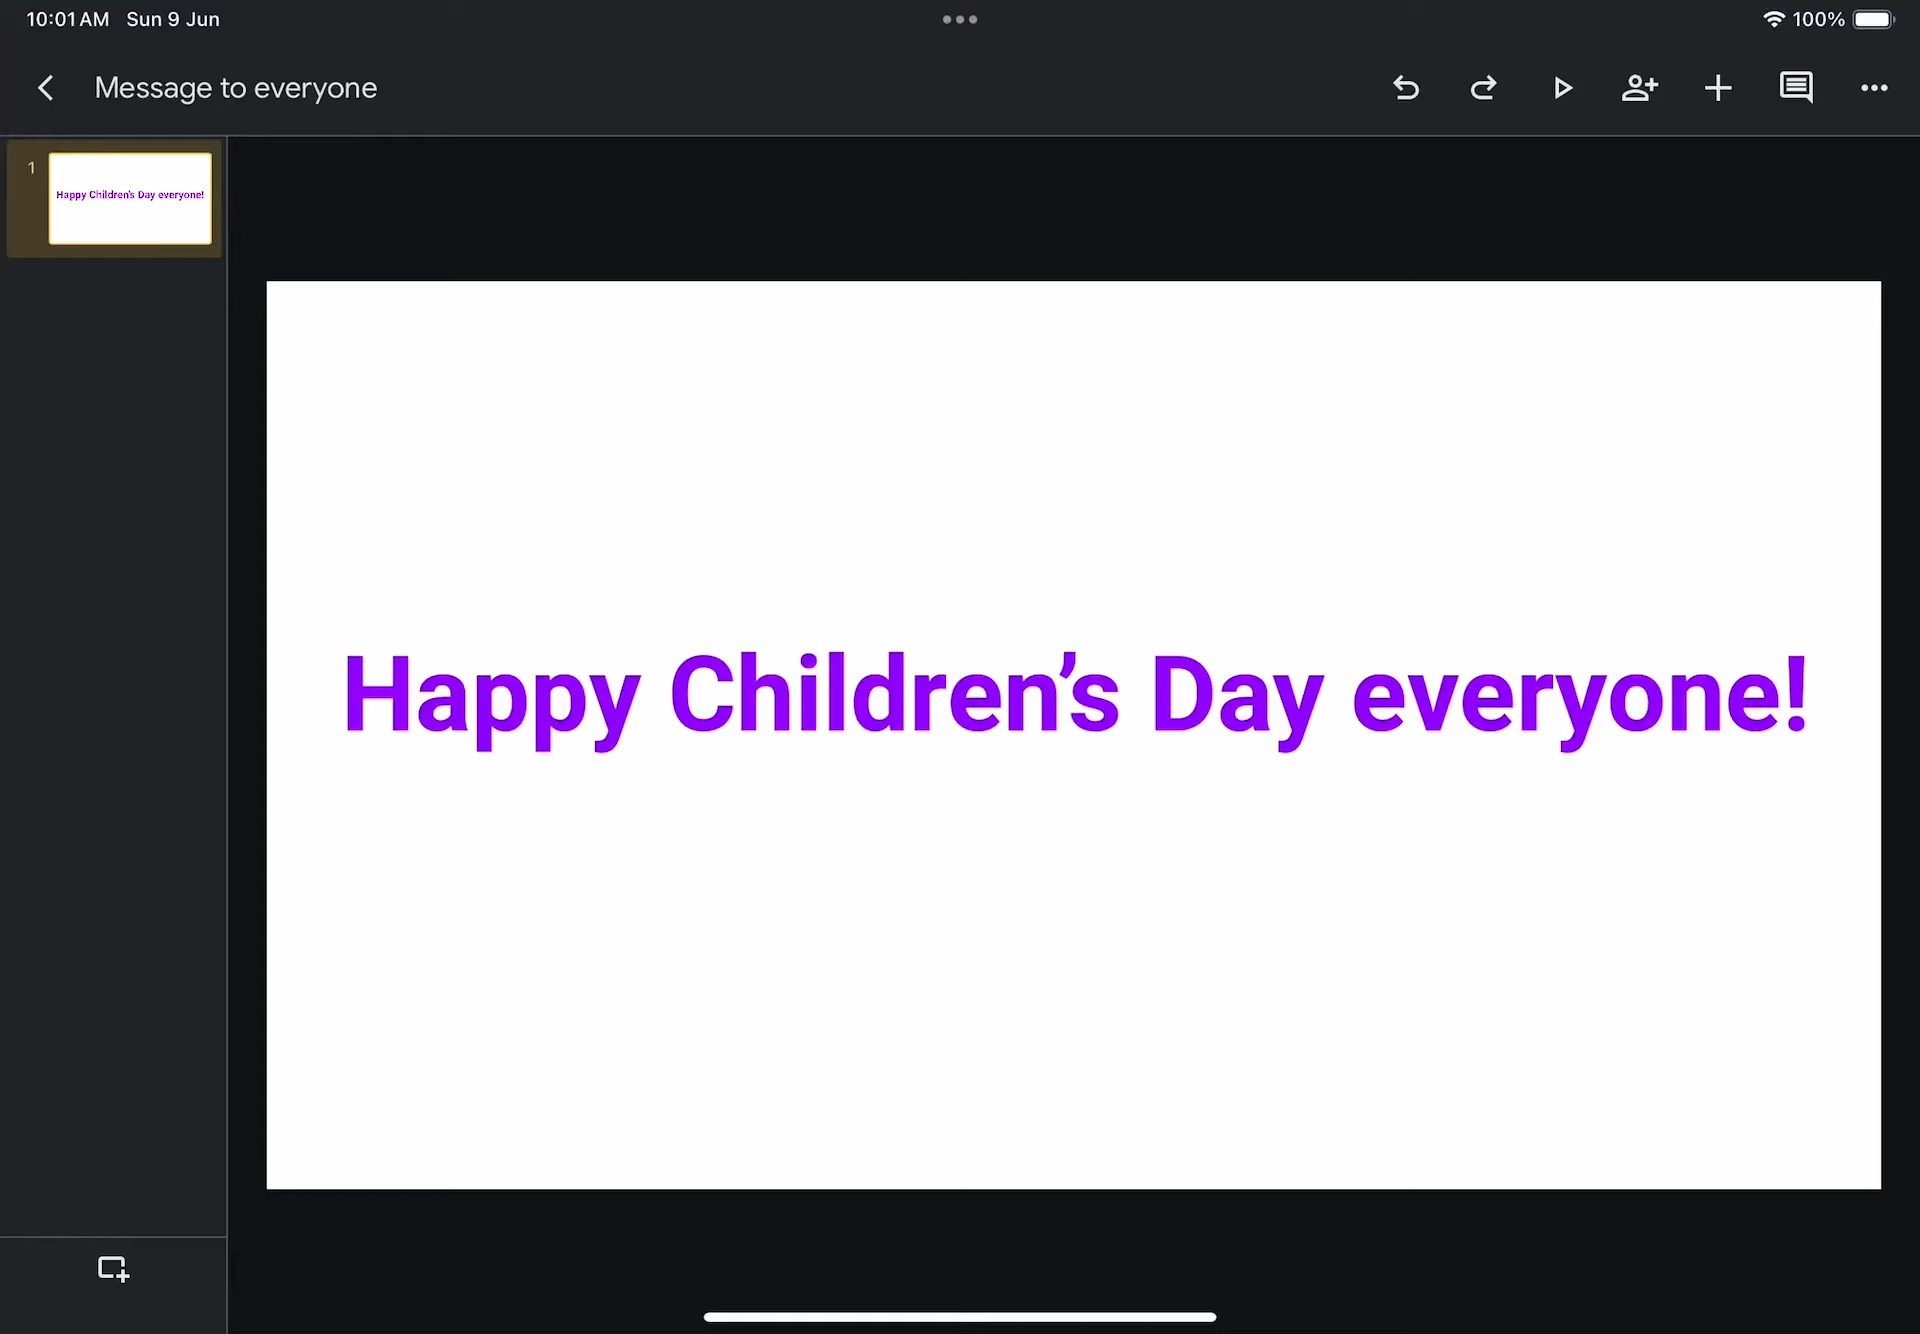 10:01 AM Sun 9 Jun
100%
Message to everyone
1
Happy Children's Day everyone!
Happy Children’s Day everyone!